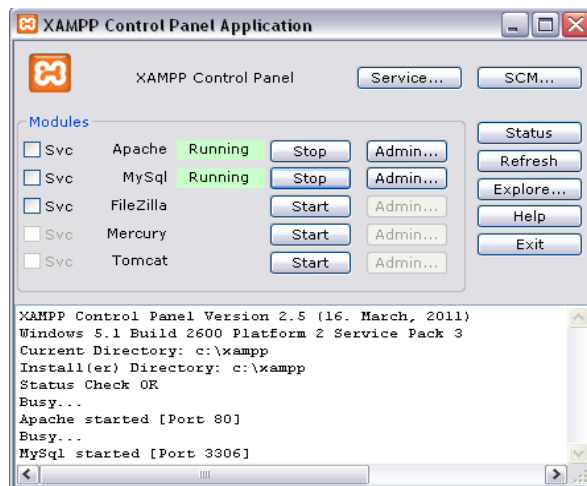 XAMPP Control Panel Application
XAMPP Control Panel
Service...
SCM...
Modules
Svc Apache Running Stop Admin...
Svc MySql Running Stop Admin...
Svc FileZilla Start Admin...
Svc Mercury Start Admin...
Svc Tomcat Start Admin...
Status
Refresh
Explore...
Help
Exit
XAMPP Control Panel Version 2.5 (16. March, 2011)
Windows 5.1 Build 2600 Platform 2 Service Pack 3
Current Directory: c:\xampp
Install(er) Directory: c:\xampp
Status Check OK
Busy...
Apache started [Port 80]
Busy...
MySql started [Port 3306]